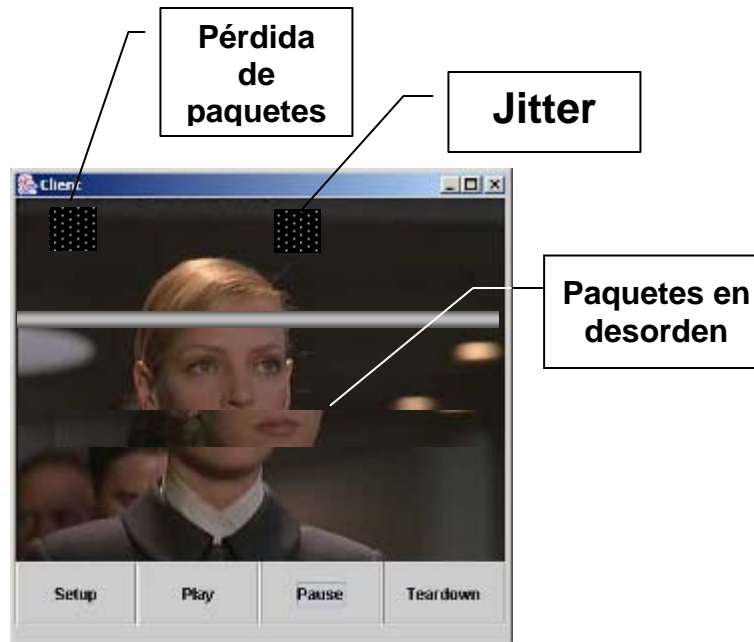 Pérdida
de
paquetes
Jitter
Client
Paquetes en
desorden
Setup
Play
Pause
Teardown